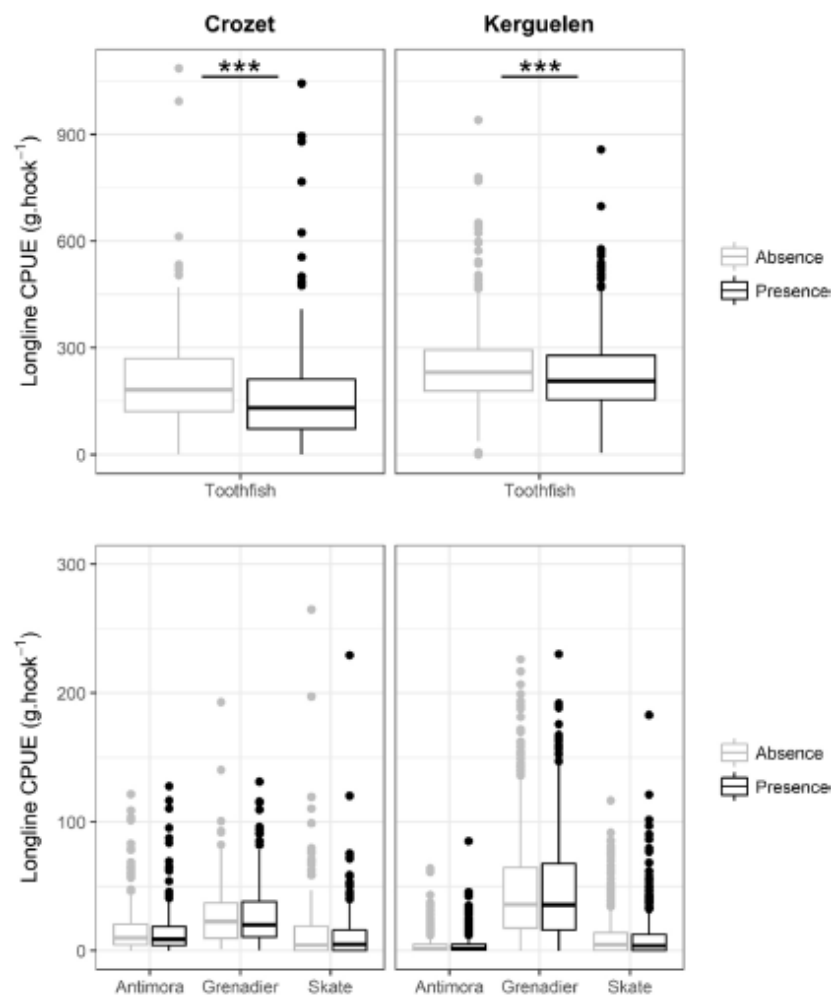 Crozet Kerguelen
*** ***
900
600
300
0
Longline CPUE (g.hook⁻¹)
Toothfish Toothfish
Absence
Presence
300
200
100
0
Longline CPUE (g.hook⁻¹)
Antimora Grenadier Skate Antimora Grenadier Skate
Absence
Presence